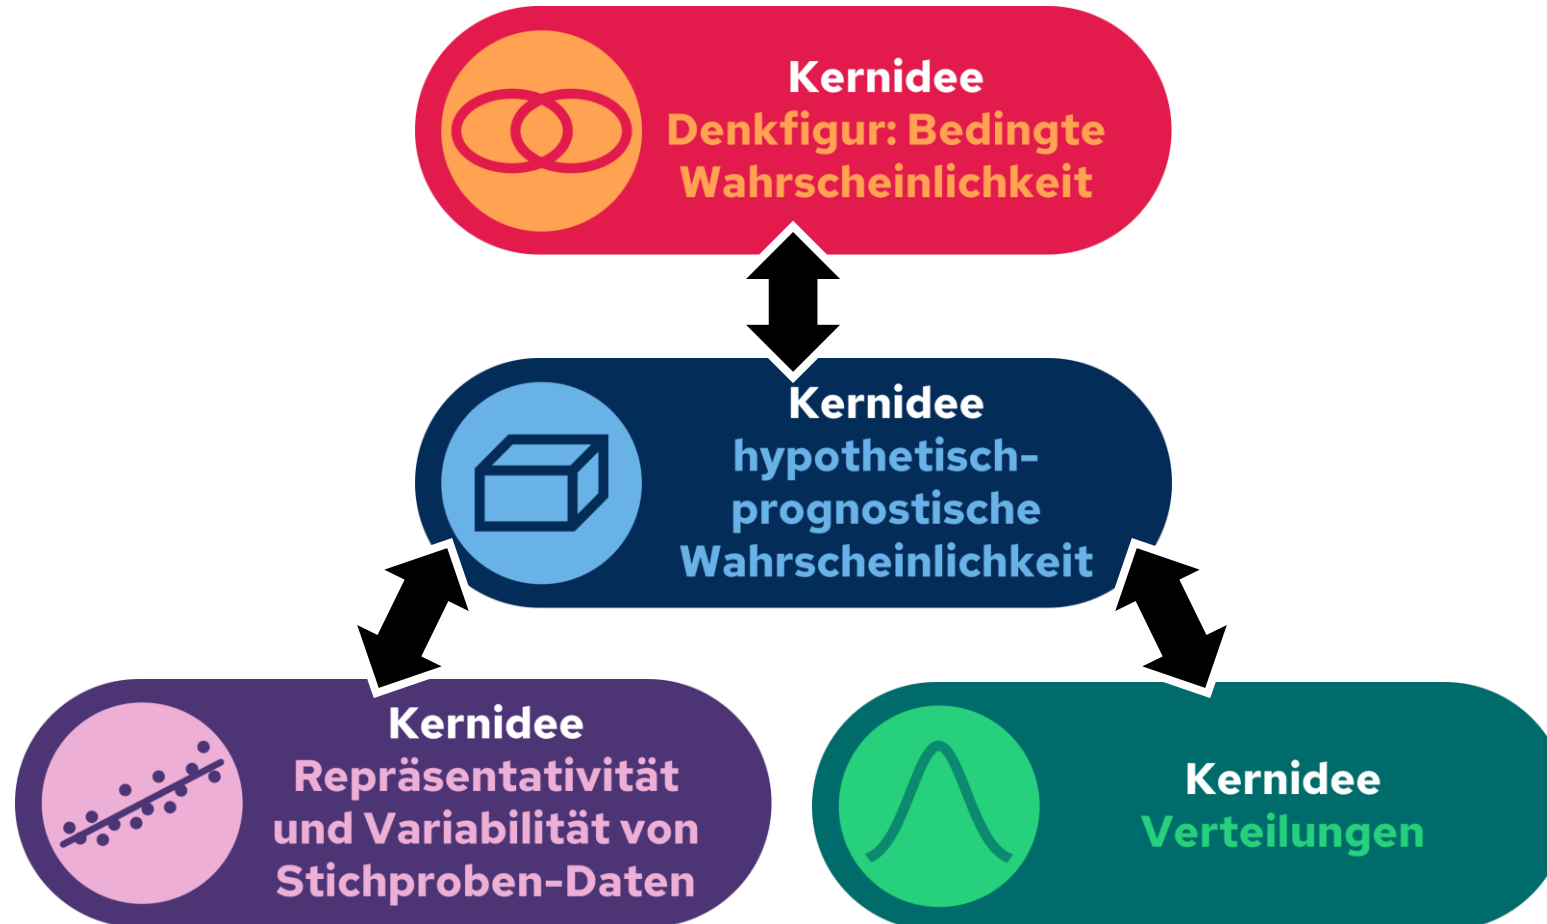 Kernidee
Denkfigur: Bedingte
Wahrscheinlichkeit
Kernidee
hypothetisch-
prognostische
Wahrscheinlichkeit
Kernidee
Repräsentativität
und Variabilität von
Stichproben-Daten
Kernidee
Verteilungen